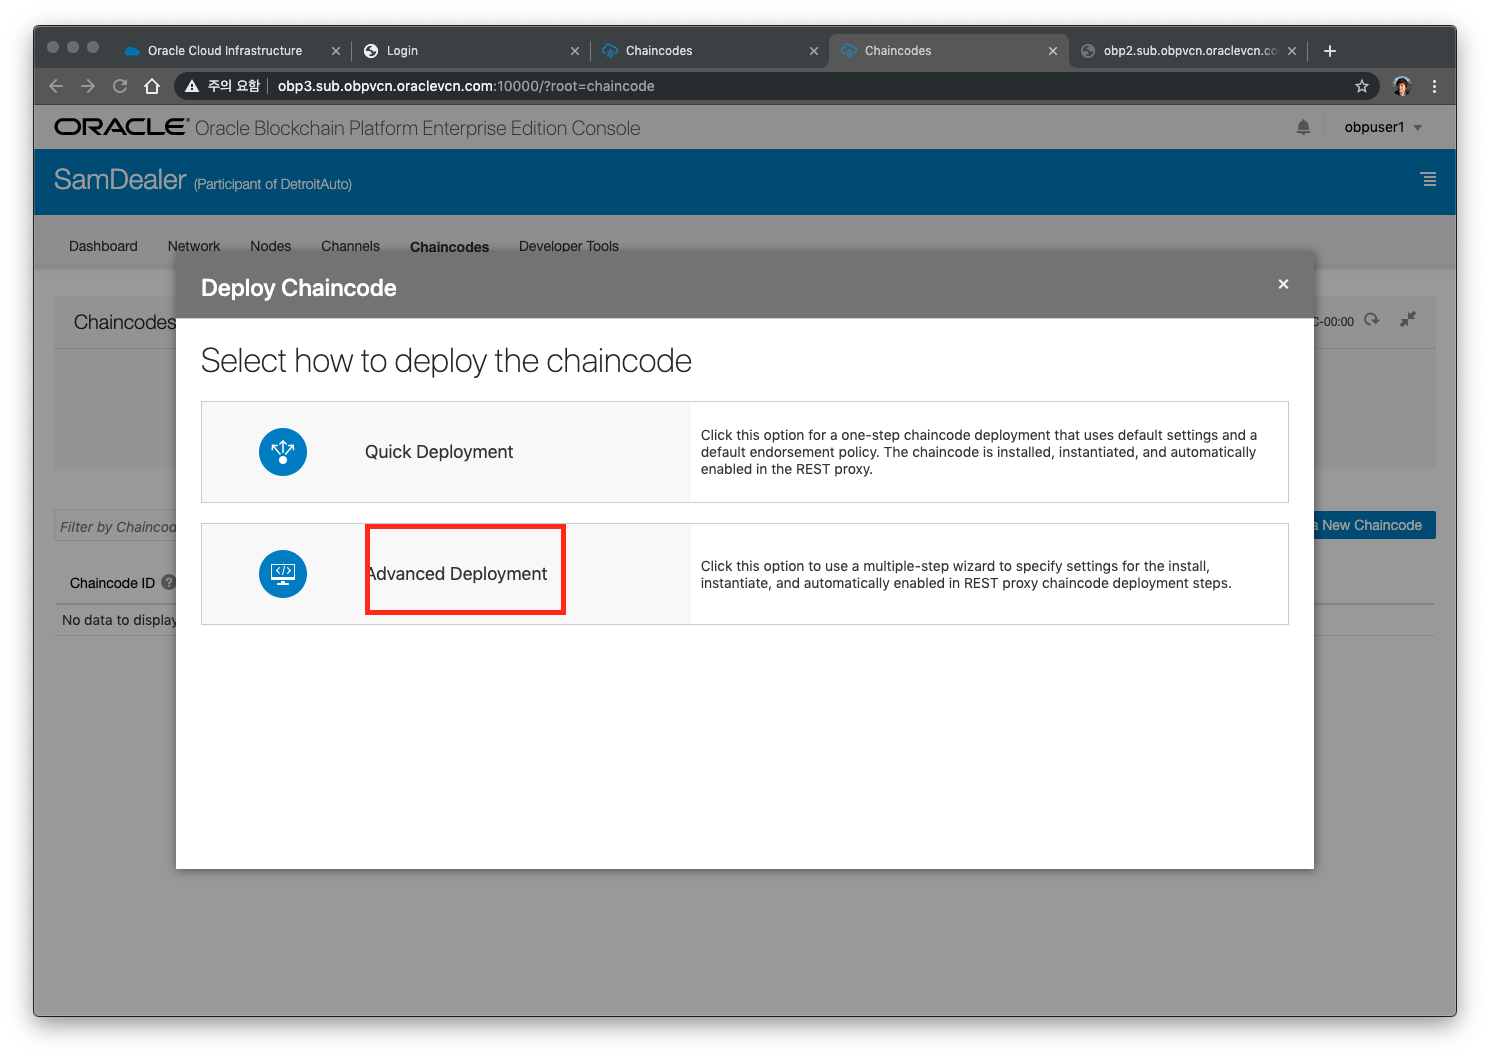 Oracle Cloud Infrastructure
Login
Chaincodes
Chaincodes
obp2.sub.obpvcn.oraclevcn.co
주의 요함
obp3.sub.obpvcn.oraclevcn.com:10000/?root=chaincode
ORACLE® Oracle Blockchain Platform Enterprise Edition Console
obpuser1
SamDealer (Participant of DetroitAuto)
Dashboard
Network
Nodes
Channels
Chaincodes
Developer Tools
Deploy Chaincode
Chaincodes
C-00:00
Select how to deploy the chaincode
Quick Deployment
Click this option for a one-step chaincode deployment that uses default settings and a
default endorsement policy. The chaincode is installed, instantiated, and automatically
enabled in the REST proxy.
Filter by Chaincod
a New Chaincode
Advanced Deployment
Click this option to use a multiple-step wizard to specify settings for the install,
instantiate, and automatically enabled in REST proxy chaincode deployment steps.
Chaincode ID
No data to display